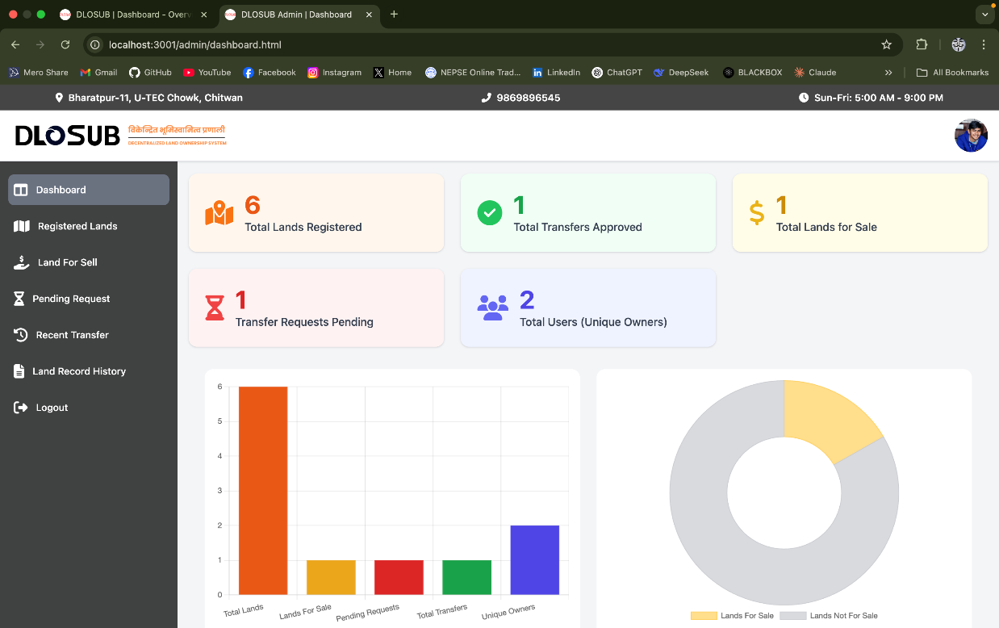 DLOSUB | Dashboard - Overv
DLOSUB Admin | Dashboard
localhost:3001/admin/dashboard.html
Mero Share
Gmail
GitHub
YouTube
Facebook
Instagram
Home
NEPSE Online Trad...
LinkedIn
ChatGPT
DeepSeek
BLACKBOX
Claude
All Bookmarks
Bharatpur-11, U-TEC Chowk, Chitwan
9869896545
Sun-Fri: 5:00 AM - 9:00 PM
DLOSUB
विकेन्द्रित भूमिस्वामित्व प्रणाली
DECENTRALIZED LAND OWNERSHIP SYSTEM
Dashboard
Registered Lands
Land For Sell
Pending Request
Recent Transfer
Land Record History
Logout
6
Total Lands Registered
1
Total Transfers Approved
1
Total Lands for Sale
1
Transfer Requests Pending
2
Total Users (Unique Owners)
6
5
4
3
2
1
0
Total Lands
Lands For Sale
Pending Requests
Total Transfers
Unique Owners
Lands For Sale
Lands Not For Sale